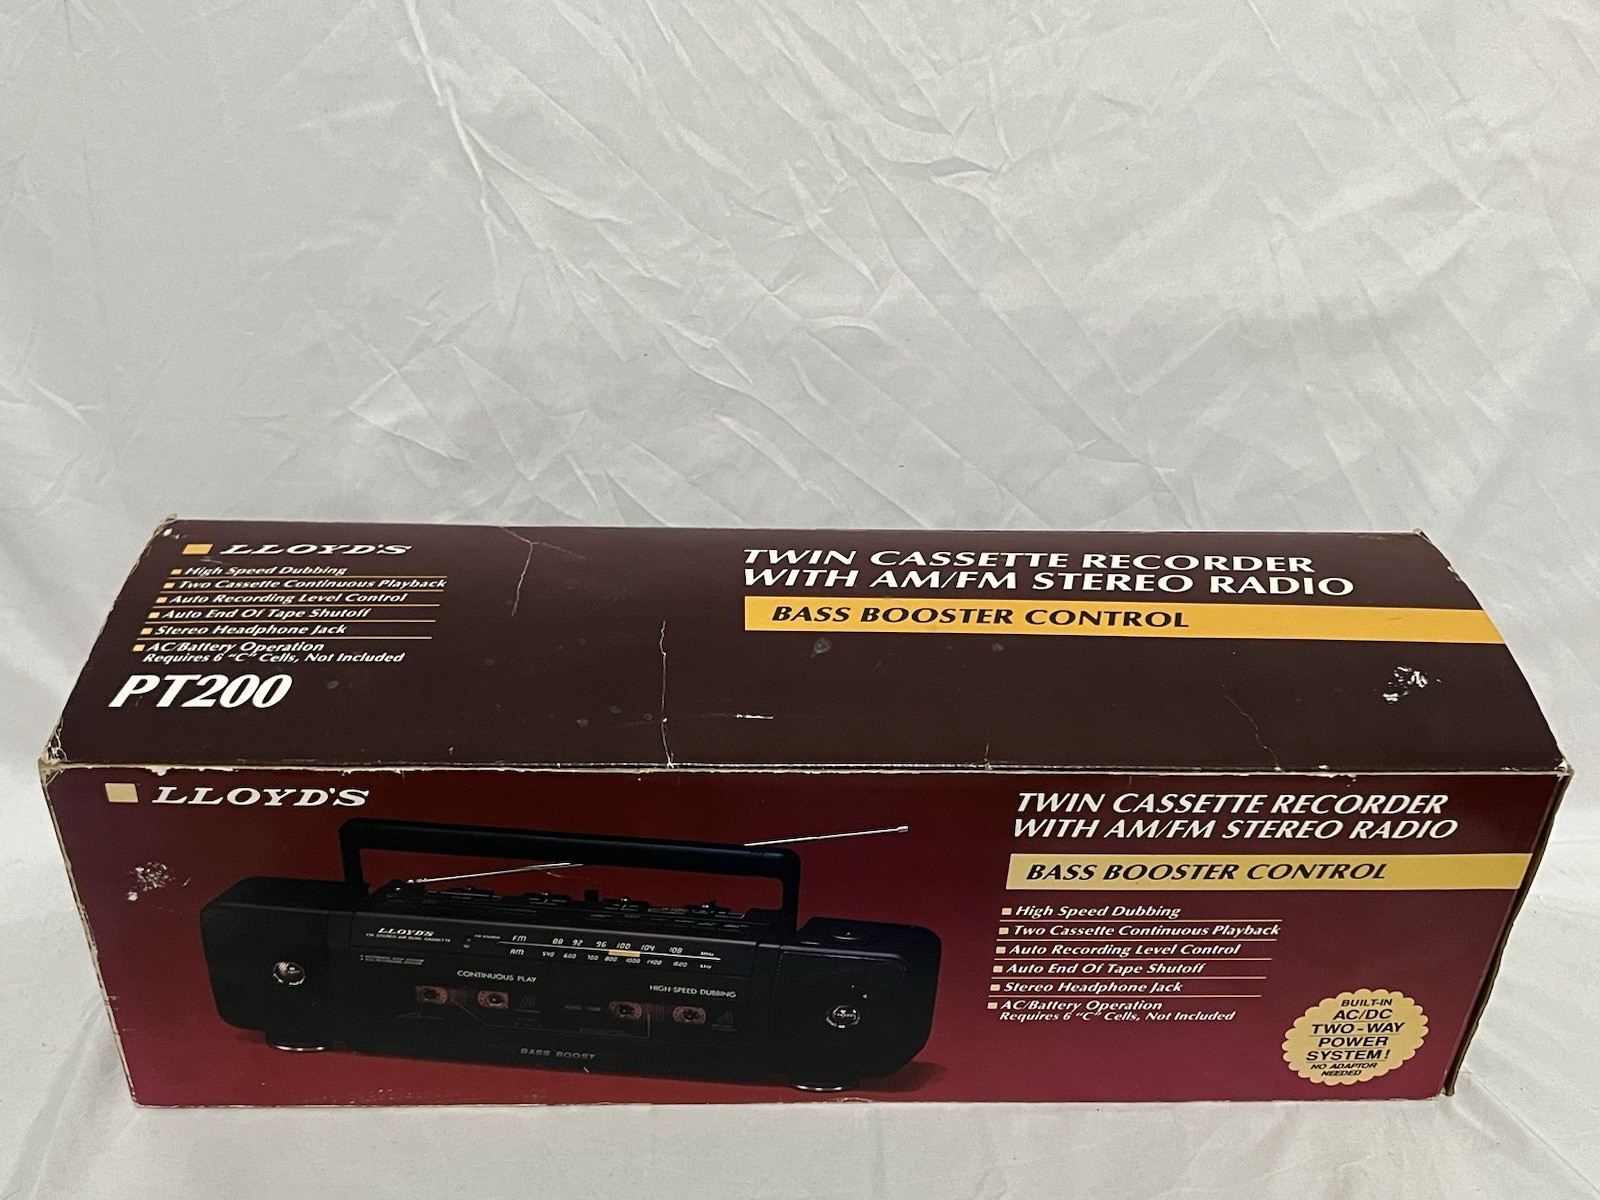 LLOYD'S
High Speed Dubbing
Two Cassette Continuous Playback
Auto Recording Level Control
Auto End Of Tape Shutoff
Stereo Headphone Jack
AC/Battery Operation
Requires 6 "C" Cells, Not Included
PT200
TWIN CASSETTE RECORDER
WITH AM/FM STEREO RADIO
BASS BOOSTER CONTROL
LLOYD'S
LLOYD'S
FM STEREO
FM 88 92 96 100 104 108 MHz
AM 540 600 700 800 1000 1400 1600 kHz
CONTINUOUS PLAY
HIGH-SPEED DUBBING
BASS BOOST
TWIN CASSETTE RECORDER
WITH AM/FM STEREO RADIO
BASS BOOSTER CONTROL
High Speed Dubbing
Two Cassette Continuous Playback
Auto Recording Level Control
Auto End Of Tape Shutoff
Stereo Headphone Jack
AC/Battery Operation
Requires 6 "C" Cells, Not Included
BUILT-IN
AC/DC
TWO-WAY
POWER
SYSTEM!
NO ADAPTOR
NEEDED